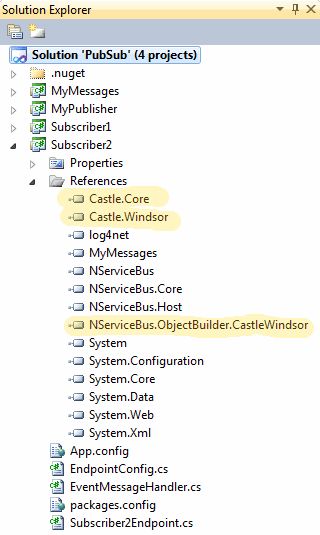 Solution Explorer
Solution 'PubSub' (4 projects)
.nuget
MyMessages
MyPublisher
Subscriber1
Subscriber2
Properties
References
Castle.Core
Castle.Windsor
log4net
MyMessages
NServiceBus
NServiceBus.Core
NServiceBus.Host
NServiceBus.ObjectBuilder.CastleWindsor
System
System.Configuration
System.Core
System.Data
System.Web
System.Xml
App.config
EndpointConfig.cs
EventMessageHandler.cs
packages.config
Subscriber2Endpoint.cs